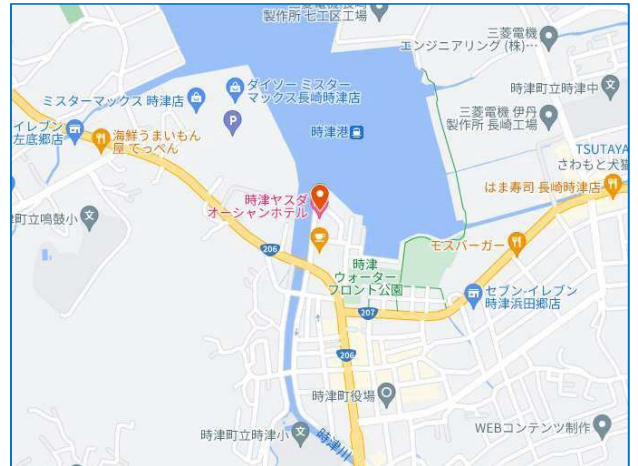 三菱電機(株)長崎
製作所 七工区工場
三菱電機
エンジニアリング (株)…
ダイソー ミスター
マックス長崎時津店
ミスターマックス 時津店
時津町立時津中
イレブン
左底郷店
海鮮うまいもん
屋 てっぺん
P
時津港
三菱電機 伊丹
製作所 長崎工場
TSUTAYA
さわもと犬猫
はま寿司 長崎時津店
時津ヤスダ
オーシャンホテル
津町立鳴鼓小
206
モスバーガー
時津
ウォーター
フロント公園
セブン-イレブン
時津浜田郷店
207
206
時津町役場
時津町立時津小
時津川
WEBコンテンツ制作